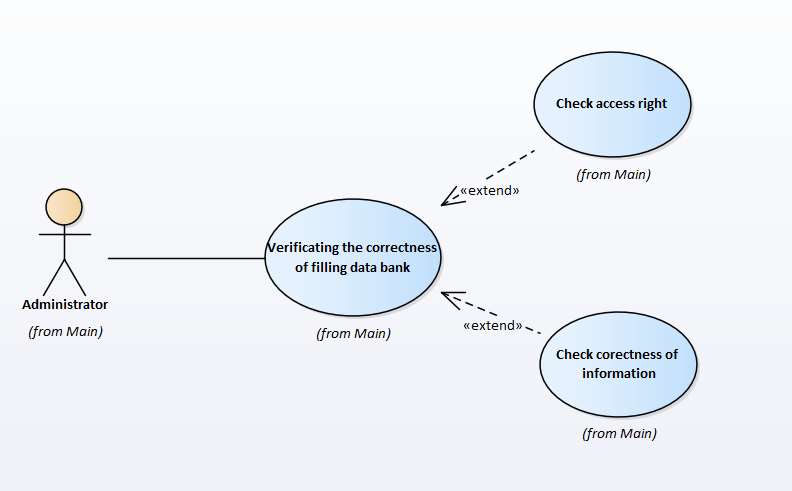 Check access right
(from Main)
«extend»
Verificating the correctness
of filling data bank
(from Main)
Administrator
(from Main)
«extend»
Check corectness of
information
(from Main)